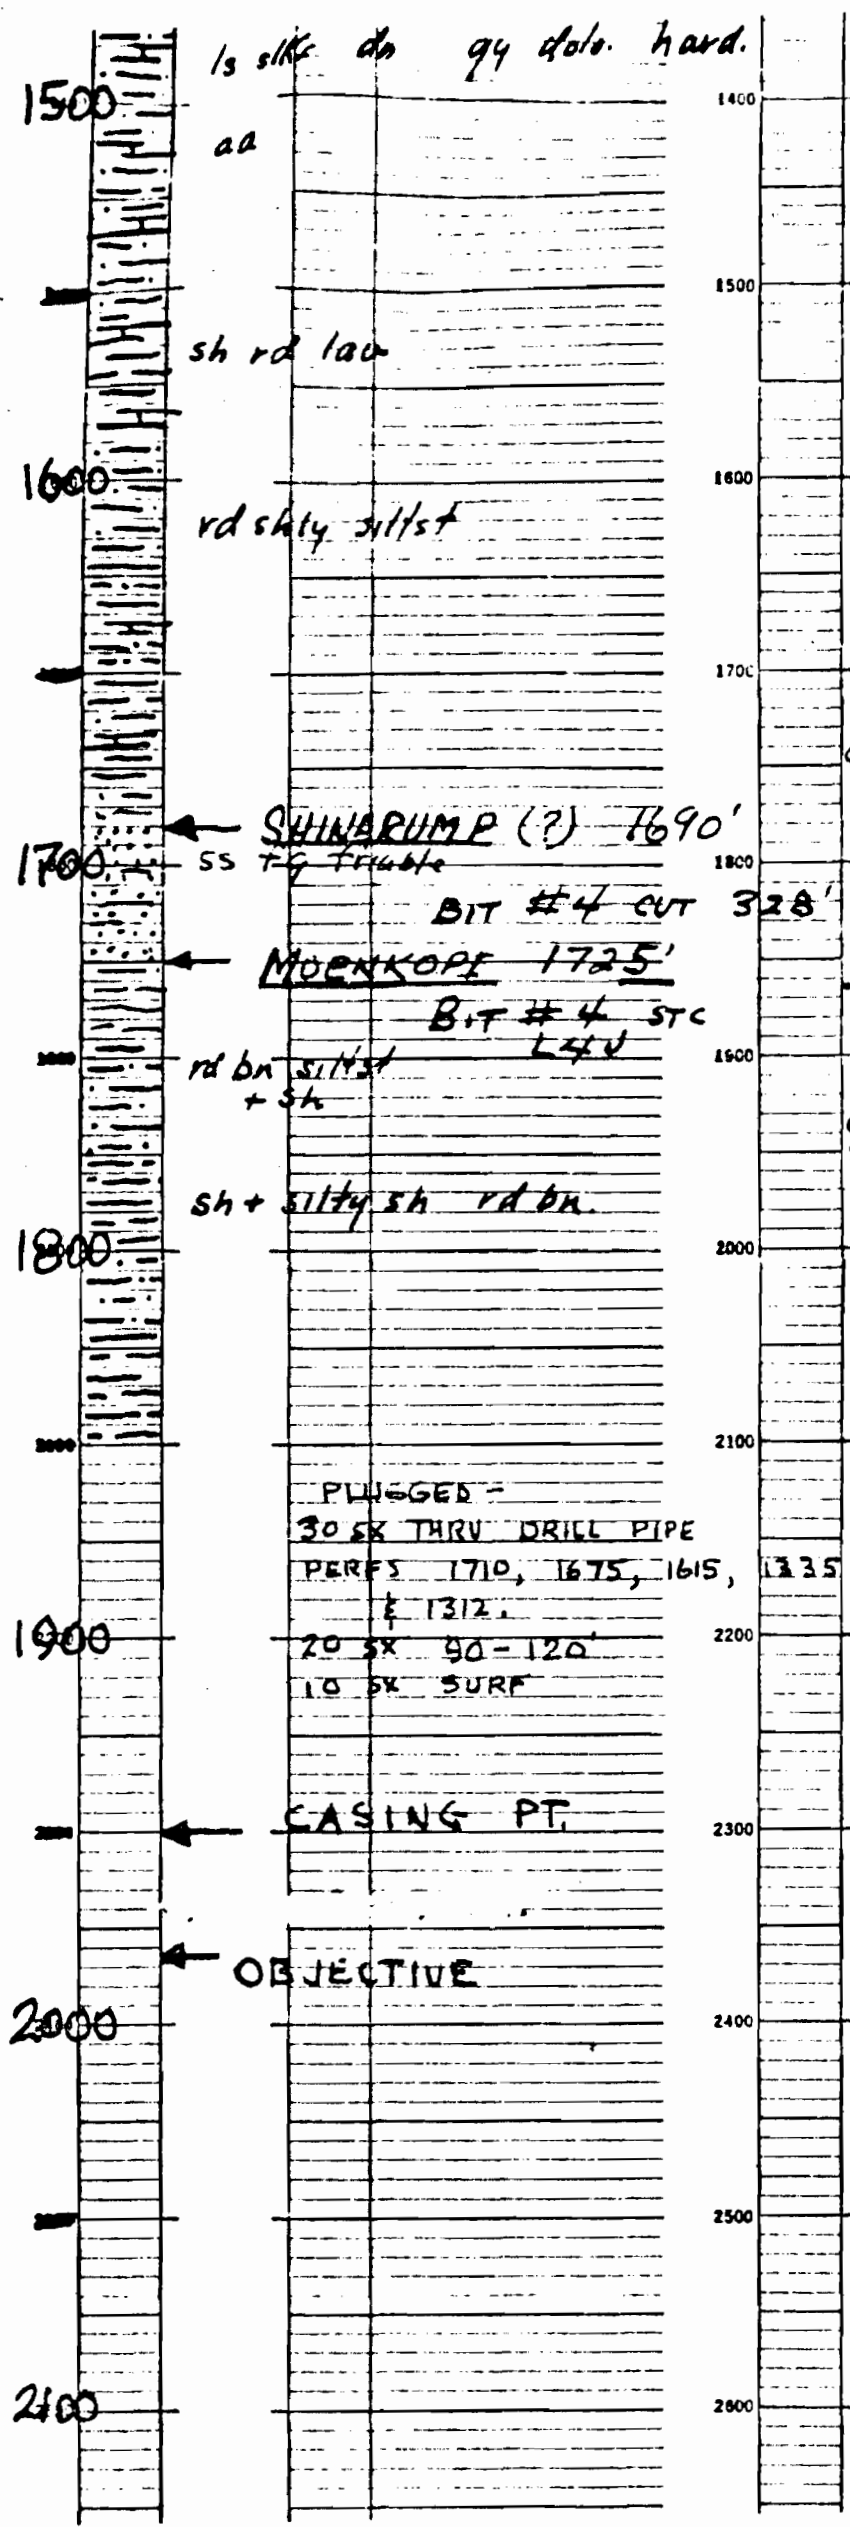 ls slks dn gy dolo. hard.
1500
1400
aa
1500
sh rd lav
1600
1600
rd shly siltst
1700
SHINARUMP (?) 1690'
1700
ss fg friable
1800
BIT #4 CUT 328'
MOENKOPI 1725'
BIT #4 STC
L4J
1900
rd bn siltst
+ sh
sh + silty sh rd bn.
1800
2000
2100
PLUGGED -
30 SX THRU DRILL PIPE
PERFS 1710, 1675, 1615, 1335
& 1312.
1900
2200
20 SX 90-120'
10 SX SURF
CASING PT.
2300
OBJECTIVE
2000
2400
2500
2100
2600